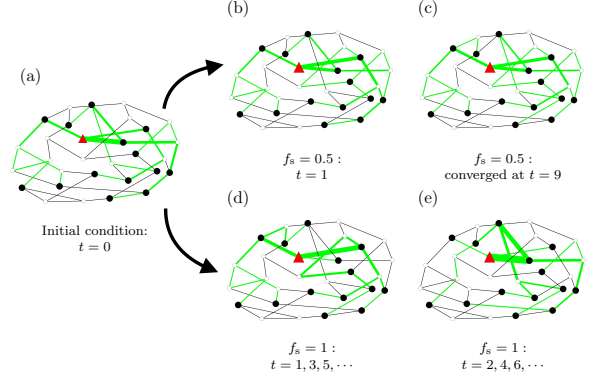 (a)
Initial condition:
t = 0
(b)
f_s = 0.5 :
t = 1
(c)
f_s = 0.5 :
converged at t = 9
(d)
f_s = 1 :
t = 1, 3, 5, · · ·
(e)
f_s = 1 :
t = 2, 4, 6, · · ·